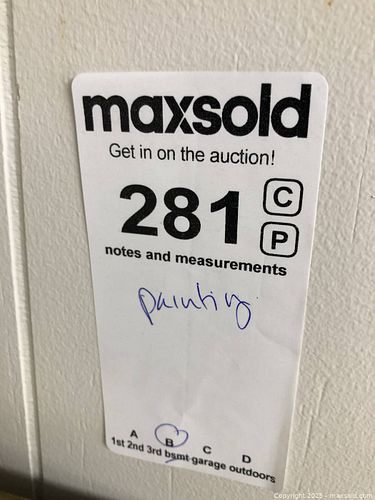 maxsold
Get in on the auction!
281 C
P
notes and measurements
painting
A B C D
1st 2nd 3rd bsmt garage outdoors
Copyright 2025 - maxsold.com